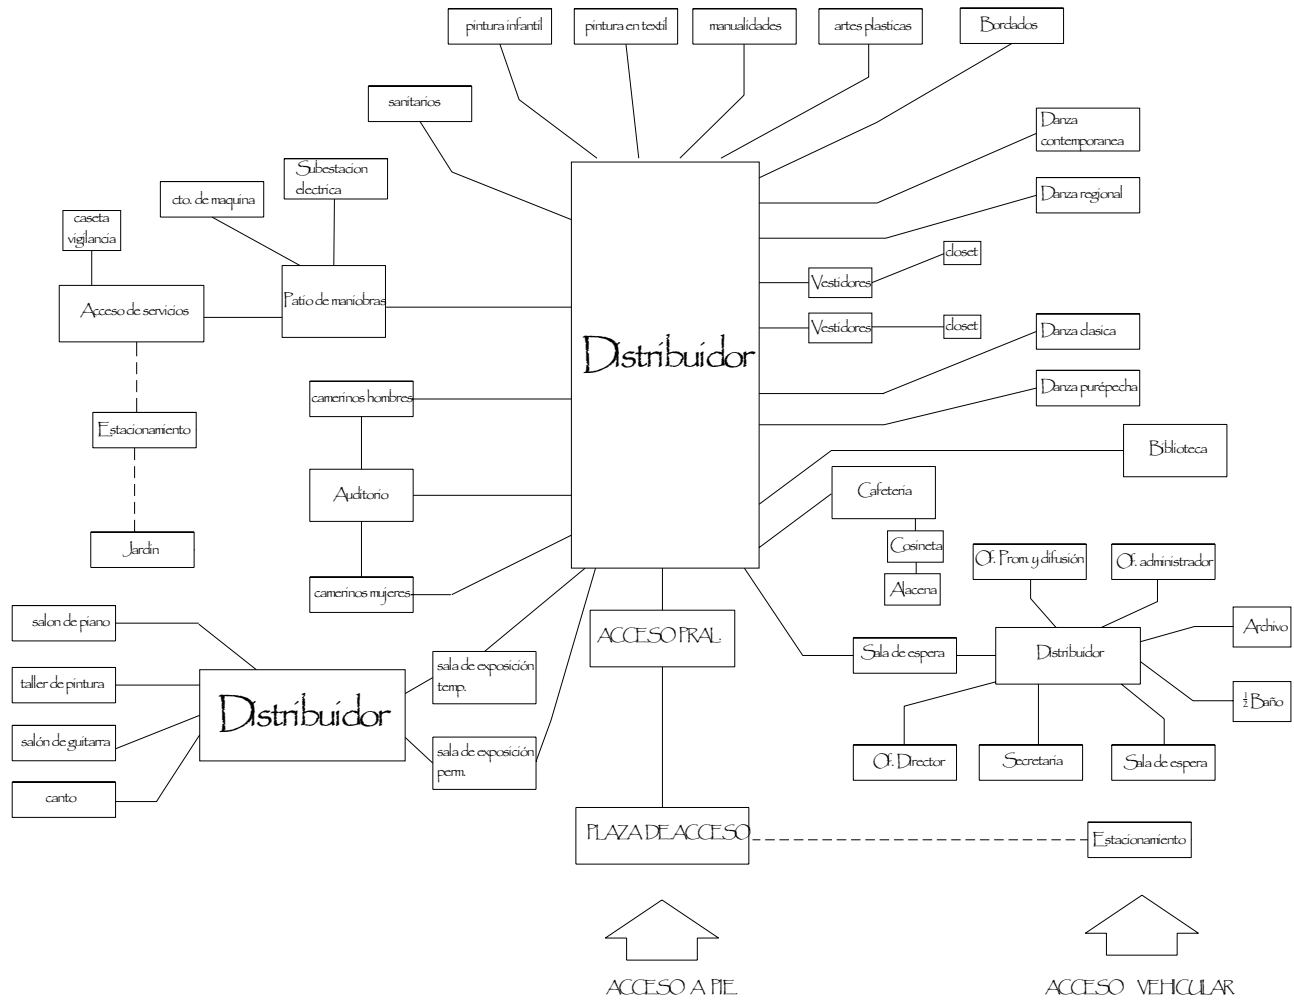 pintura infantil
pintura en textil
manualidades
artes plasticas
Bordados
sanitarios
Danza
contemporanea
Subestacion
electrica
cto. de maquina
Danza regional
caseta
vigilancia
closet
Vestidores
Patio de maniobras
Acceso de servicios
Vestidores
closet
Danza clasica
Distribuidor
Danza purépecha
camerinos hombres
Estacionamiento
Biblioteca
Auditorio
Cafeteria
Cosineta
Jardin
Of. Prom. y difusión
Of. administrador
Alacena
camerinos mujeres
salon de piano
ACCESO PRAL.
Archivo
Sala de espera
Distribuidor
sala de exposición
temp.
taller de pintura
Distribuidor
½ Baño
salón de guitarra
sala de exposición
perm.
Of. Director
Secretaria
Sala de espera
canto
PLAZA DE ACCESO
Estacionamiento
ACCESO A PIE
ACCESO VEHICULAR